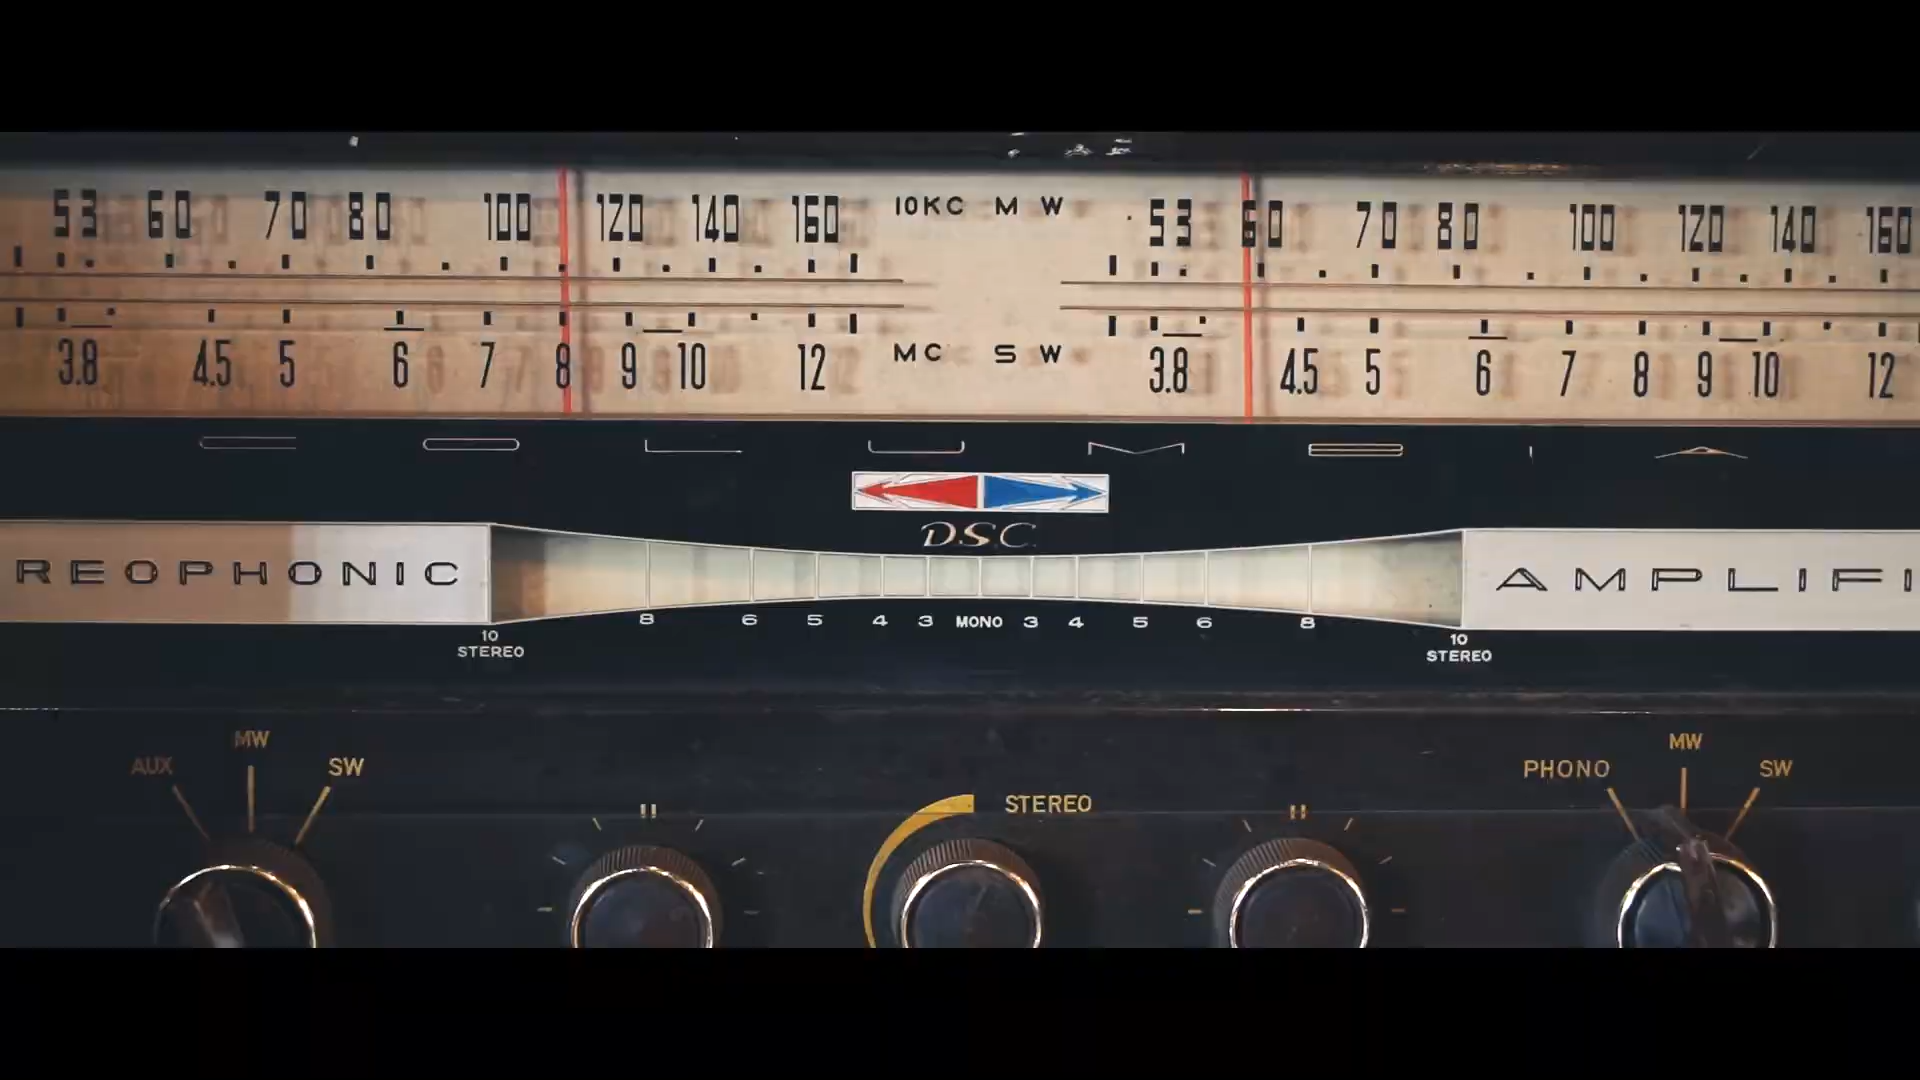 53 60 70 80 100 120 140 160 10KC MW 53 60 70 80 100 120 140 160
3.8 4.5 5 6 7 8 9 10 12 MC SW 3.8 4.5 5 6 7 8 9 10 12
D.S.C.
REOPHONIC AMPLIFI
8 6 5 4 3 MONO 3 4 5 6 8
10 STEREO 10 STEREO
AUX MW SW STEREO PHONO MW SW